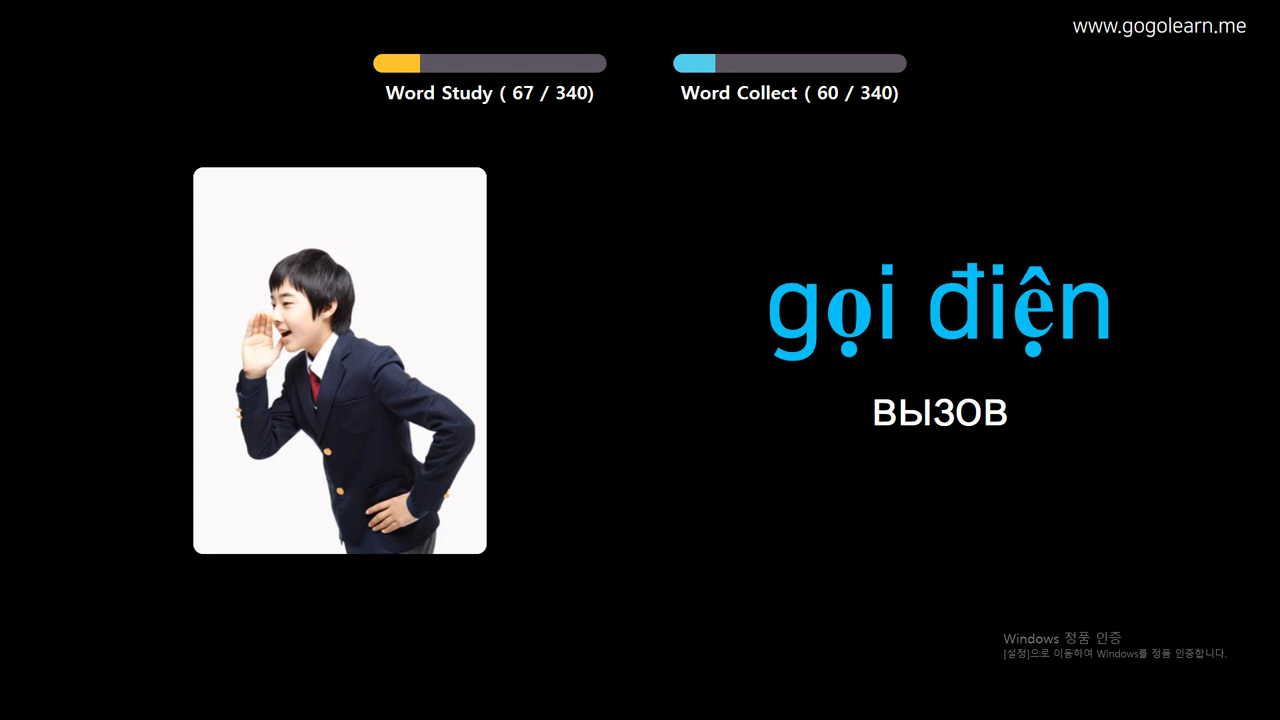 www.gogolearn.me
Word Study ( 67 / 340)
Word Collect ( 60 / 340)
gọi điện
вызов
Windows 정품 인증
[설정]으로 이동하여 Windows를 정품 인증합니다.